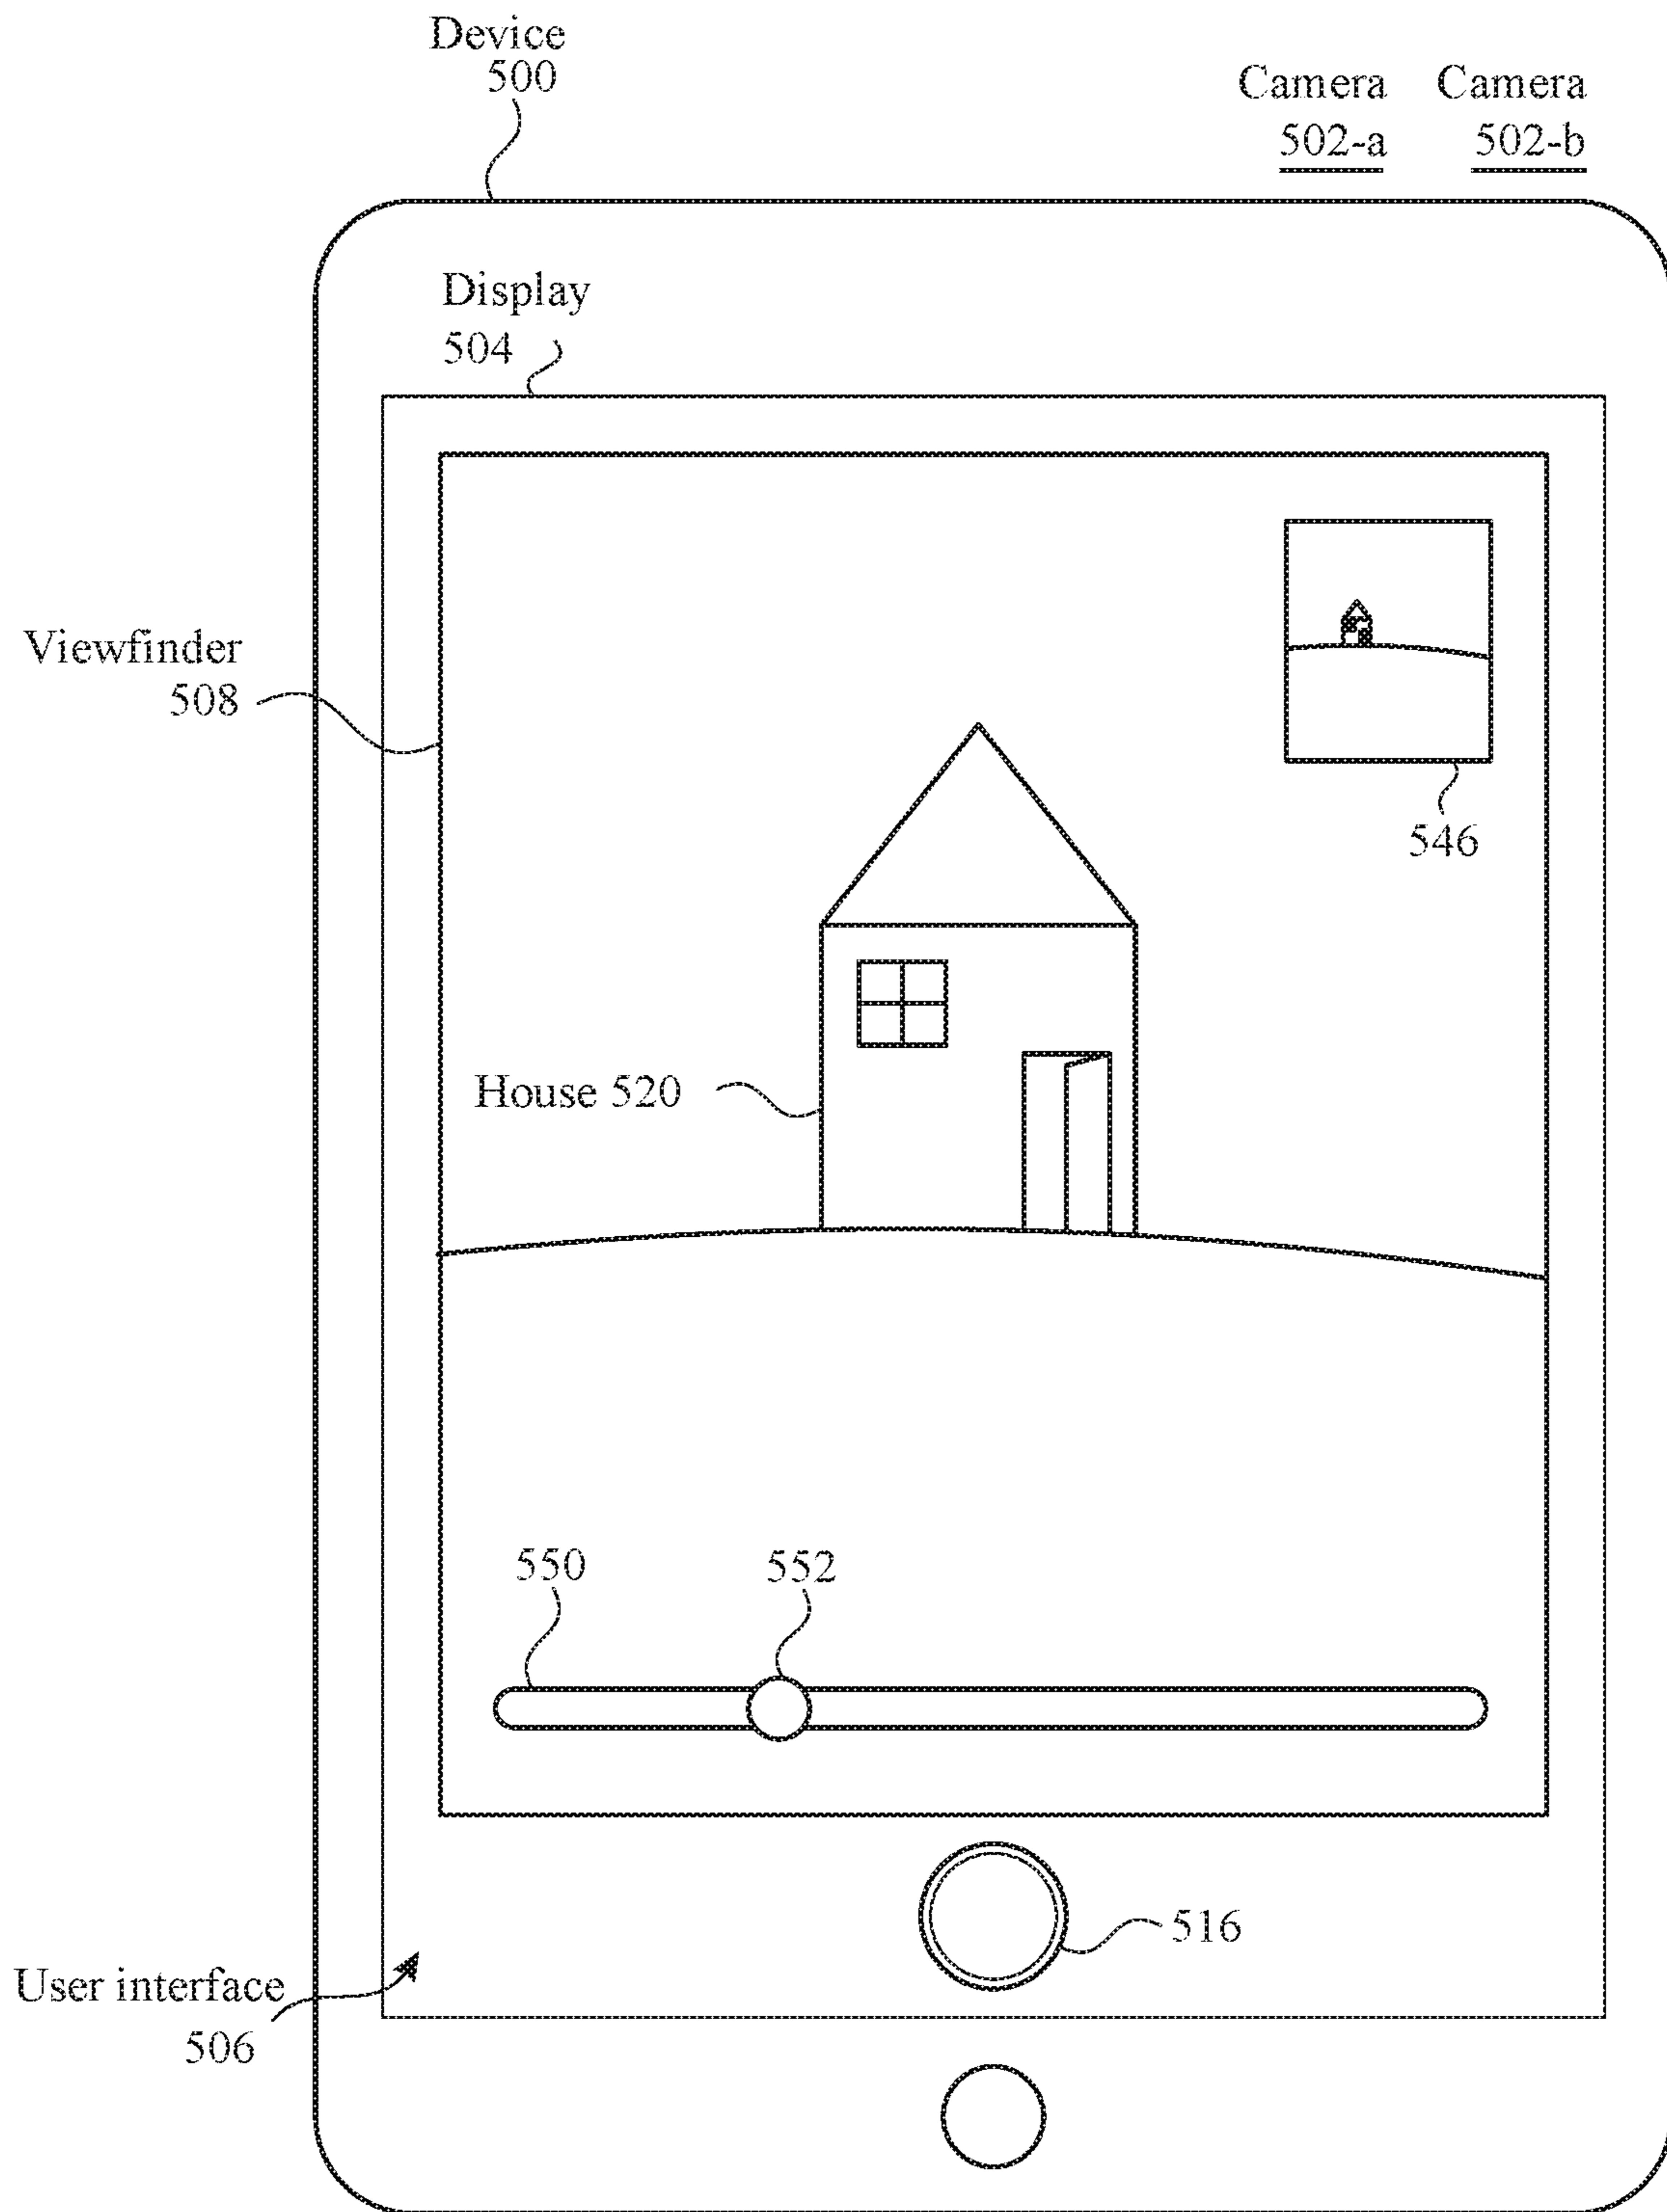 Device
500
Camera Camera
502-a 502-b
Display
504
Viewfinder
508
546
House 520
550 552
516
User interface
506